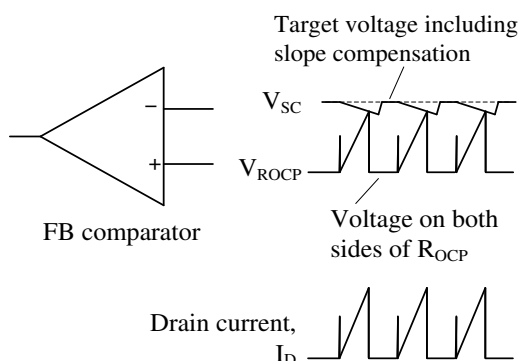 Target voltage including
slope compensation
V_SC
−
+
V_ROCP
FB comparator
Voltage on both
sides of R_OCP
Drain current,
I_D